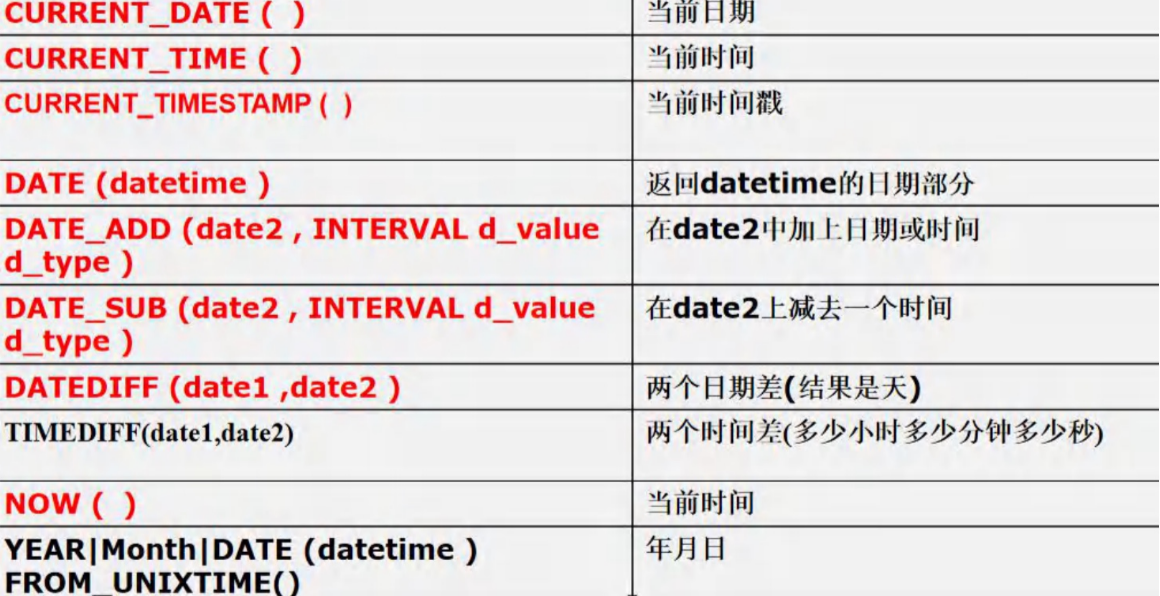 CURRENT_DATE ( ) 当前日期
CURRENT_TIME ( ) 当前时间
CURRENT_TIMESTAMP ( ) 当前时间戳
DATE (datetime ) 返回datetime的日期部分
DATE_ADD (date2 , INTERVAL d_value 在date2中加上日期或时间
d_type )
DATE_SUB (date2 , INTERVAL d_value 在date2上减去一个时间
d_type )
DATEDIFF (date1 ,date2 ) 两个日期差(结果是天)
TIMEDIFF(date1,date2) 两个时间差(多少小时多少分钟多少秒)
NOW ( ) 当前时间
YEAR|Month|DATE (datetime ) 年月日
FROM_UNIXTIME()